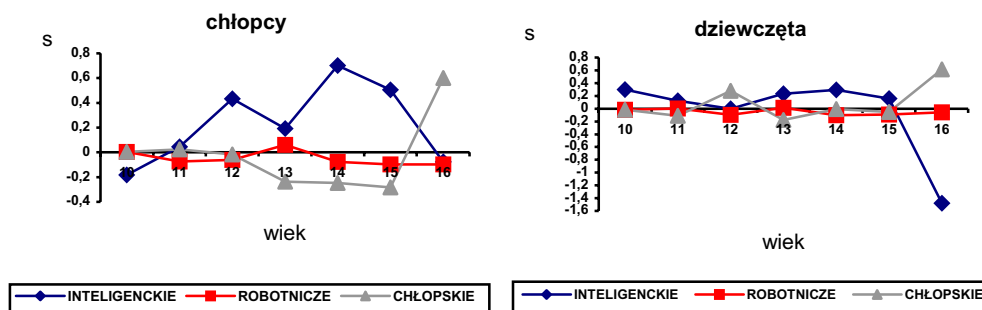 chłopcy
s
0,8
0,6
0,4
0,2
0
-0,2
-0,4
10 11 12 13 14 15 16
wiek
INTELIGENCKIE ROBOTNICZE CHŁOPSKIE
dziewczęta
s
0,8
0,6
0,4
0,2
0
-0,2
-0,4
-0,6
-0,8
-1
-1,2
-1,4
-1,6
10 11 12 13 14 15 16
wiek
INTELIGENCKIE ROBOTNICZE CHŁOPSKIE